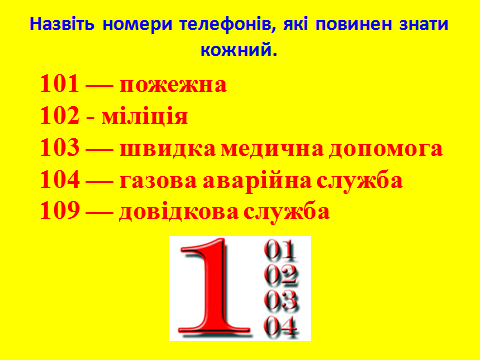 Назвіть номери телефонів, які повинен знати
кожний.
101 — пожежна
102 - міліція
103 — швидка медична допомога
104 — газова аварійна служба
109 — довідкова служба
1
01
02
03
04